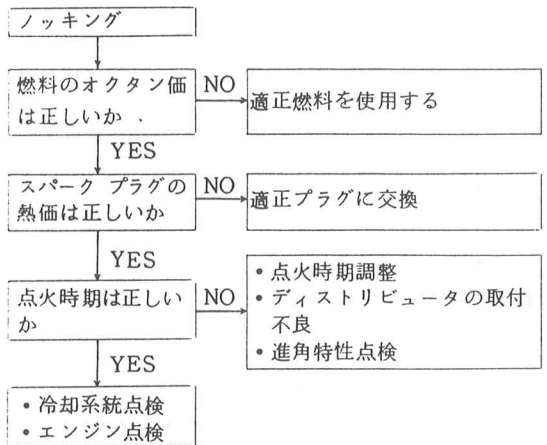 ノッキング
燃料のオクタン価
は正しいか
NO
適正燃料を使用する
YES
スパーク プラグの
熱価は正しいか
NO
適正プラグに交換
YES
点火時期は正しい
か
NO
• 点火時期調整
• ディストリビュータの取付
不良
• 進角特性点検
YES
• 冷却系統点検
• エンジン点検